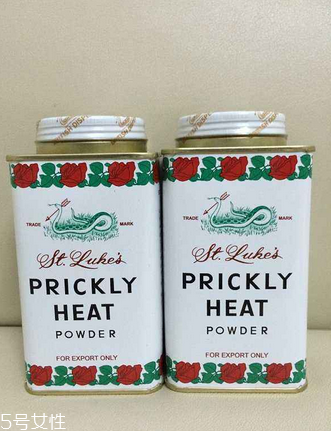 TRADE MARK
St. Luke's
PRICKLY
HEAT
POWDER
FOR EXPORT ONLY
TRADE MARK
St. Luke's
PRICKLY
HEAT
POWDER
FOR EXPORT ONLY
5号女性